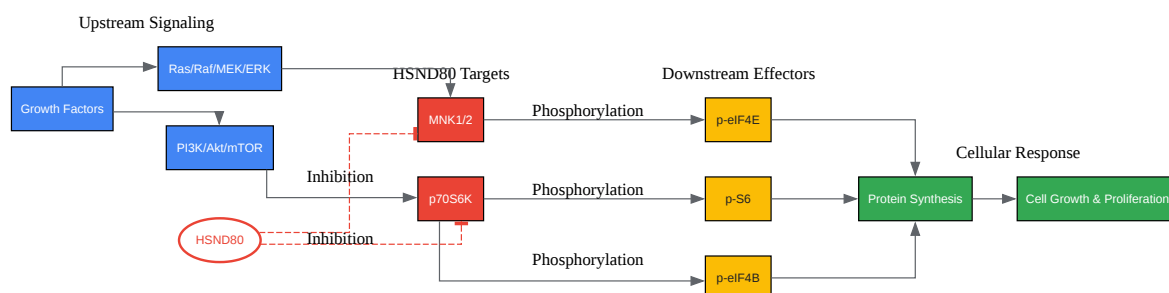 Upstream Signaling
Ras/Raf/MEK/ERK
Growth Factors
PI3K/Akt/mTOR
HSND80 Targets
MNK1/2
Inhibition
p70S6K
HSND80
Inhibition
Phosphorylation
Phosphorylation
Phosphorylation
Downstream Effectors
p-eIF4E
p-S6
p-eIF4B
Cellular Response
Protein Synthesis
Cell Growth & Proliferation